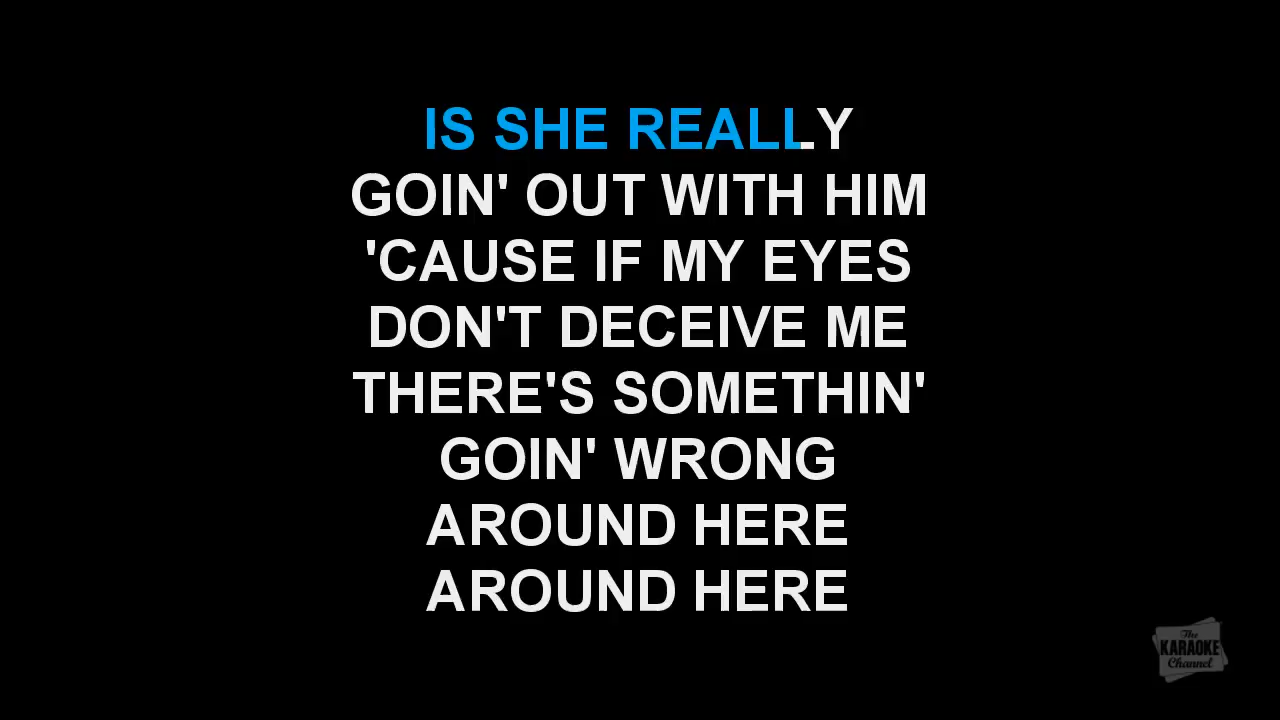 IS SHE REALLY
GOIN' OUT WITH HIM
'CAUSE IF MY EYES
DON'T DECEIVE ME
THERE'S SOMETHIN'
GOIN' WRONG
AROUND HERE
AROUND HERE
The
KARAOKE
Channel